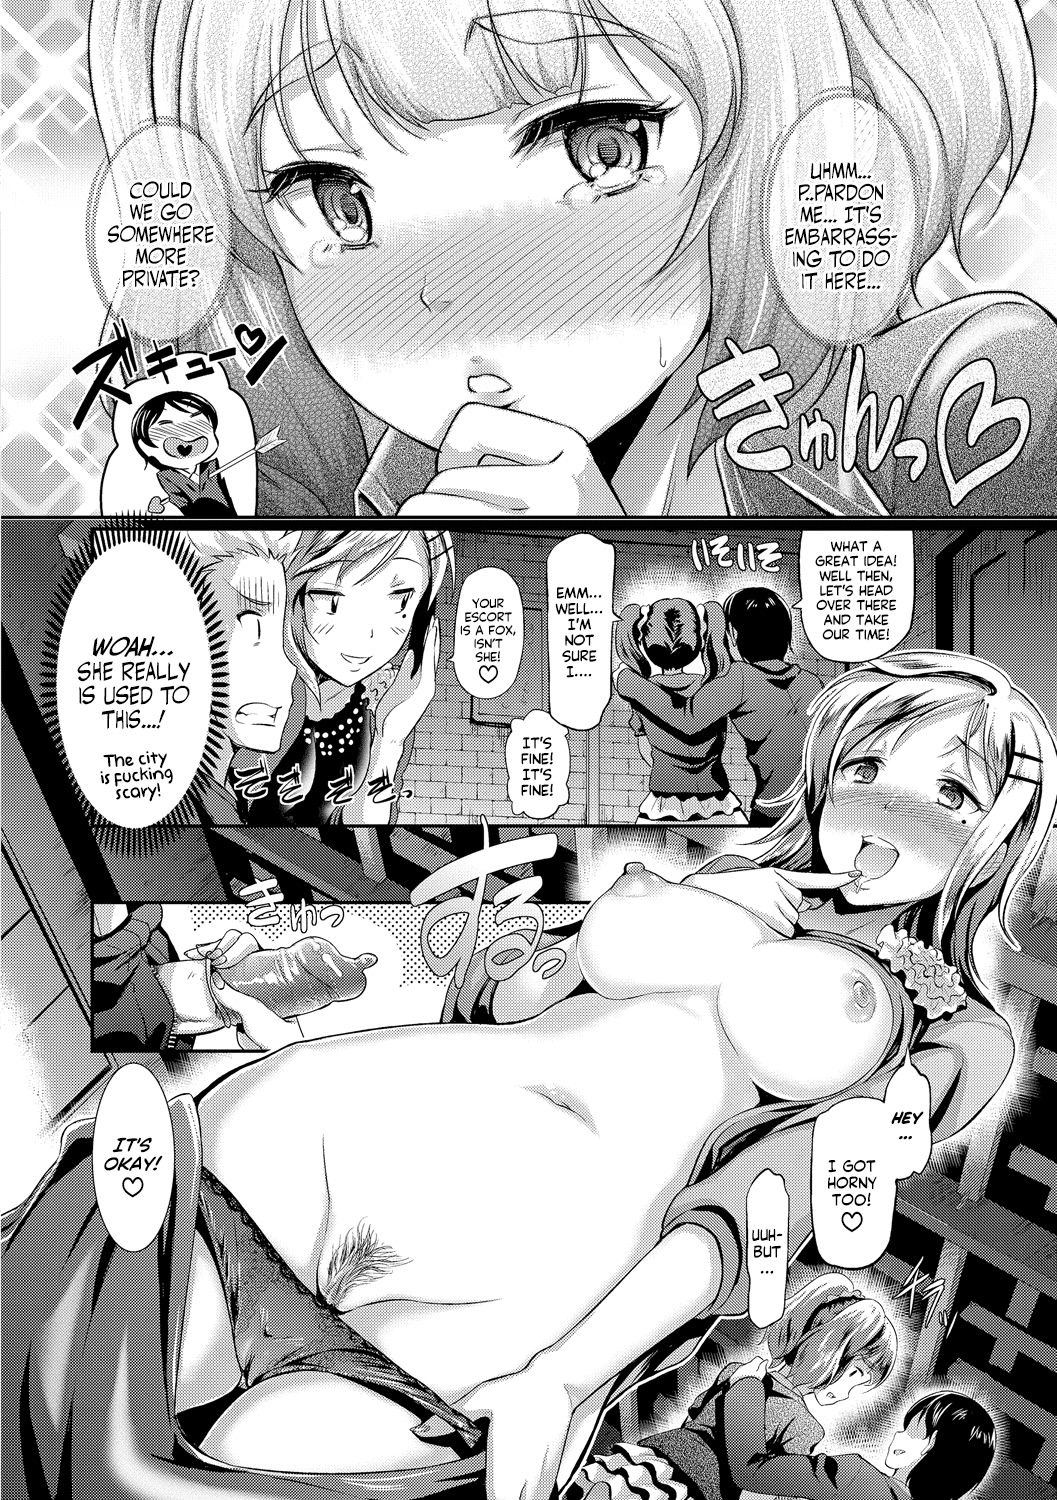 UHMM...
P..PARDON
ME... IT'S
EMBARRASS-
ING TO DO
IT HERE...
きゅんっ♡
COULD
WE GO
SOMEWHERE
MORE
PRIVATE?
ズキューン
WHAT A
GREAT IDEA!
WELL THEN,
LET'S HEAD
OVER THERE
AND TAKE
OUR TIME!
いそいそ
EMM...
WELL...
I'M
NOT
SURE
I....
IT'S
FINE!
IT'S
FINE!
YOUR
ESCORT
IS A FOX,
ISN'T
SHE!
♡
WOAH...
SHE REALLY
IS USED TO
THIS...!
The city
is fucking
scary!
きゅっ
HEY
...
I GOT
HORNY
TOO!
♡
UUH-
BUT
...
IT'S
OKAY!
♡